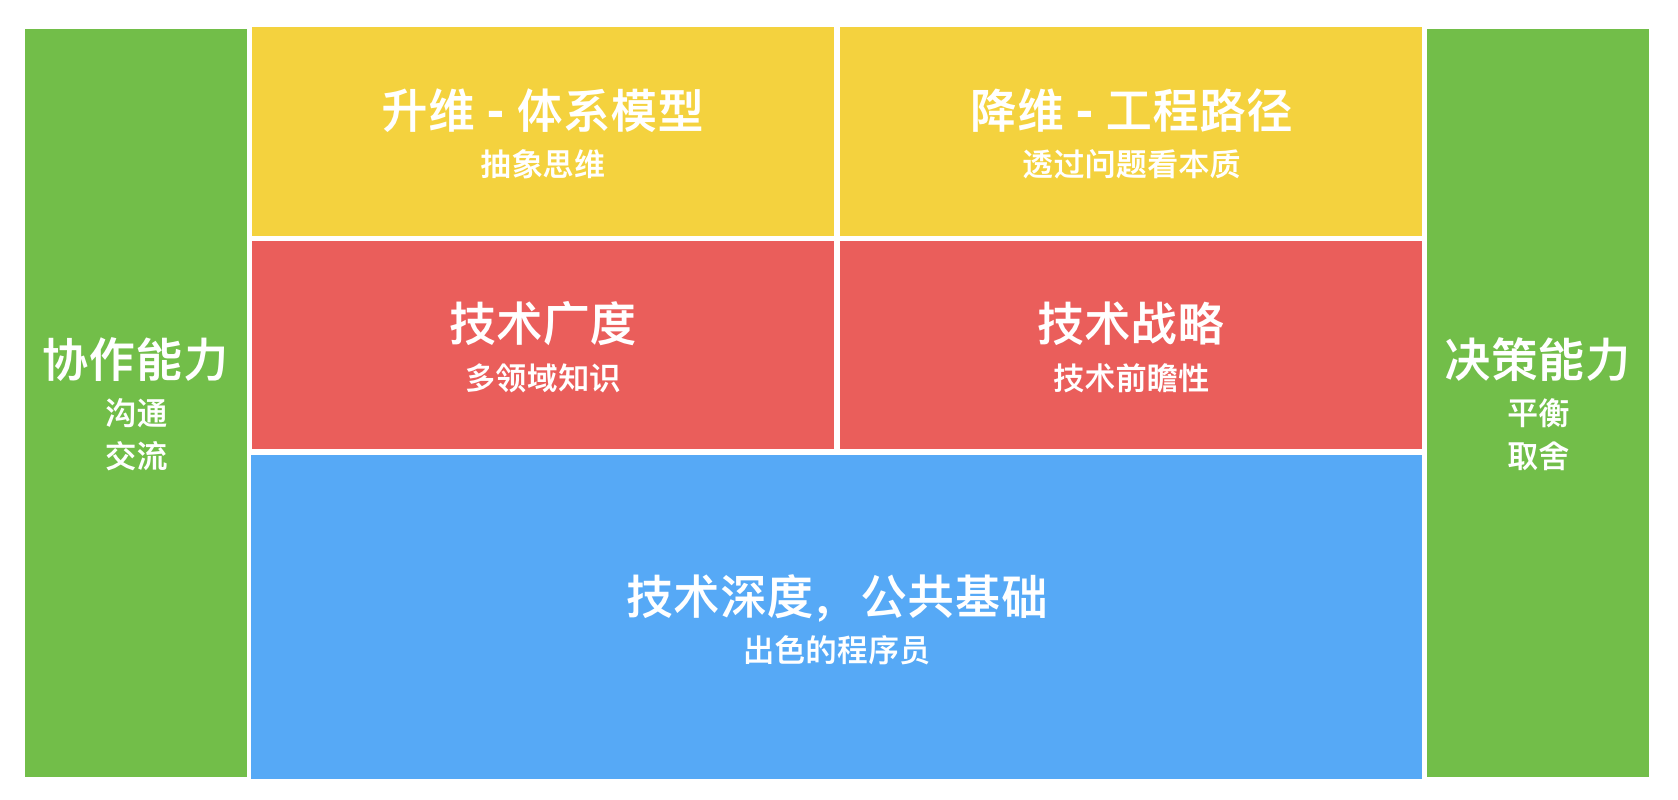 协作能力
沟通
交流
升维 - 体系模型
抽象思维
降维 - 工程路径
透过问题看本质
技术广度
多领域知识
技术战略
技术前瞻性
技术深度，公共基础
出色的程序员
决策能力
平衡
取舍